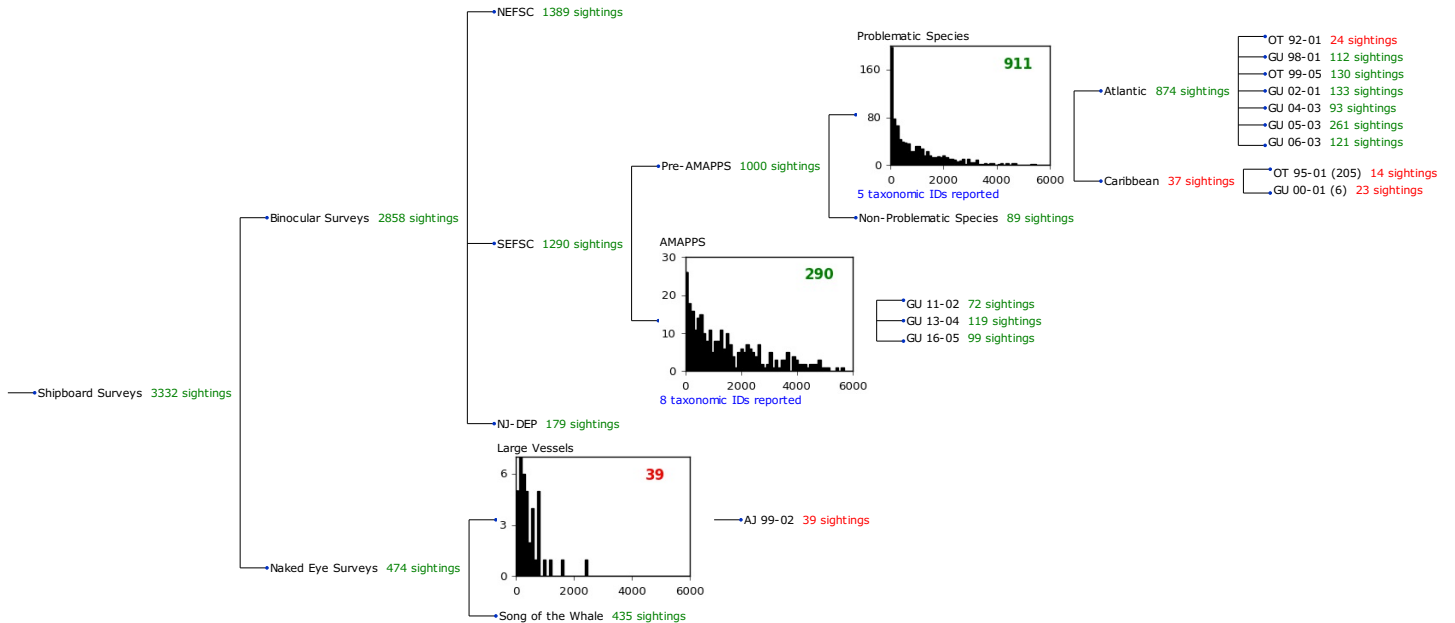 NEFSC 1389 sightings
Problematic Species
911
160
80
0
0 2000 4000 6000
5 taxonomic IDs reported
OT 92-01 24 sightings
GU 98-01 112 sightings
OT 99-05 130 sightings
Atlantic 874 sightings
GU 02-01 133 sightings
GU 04-03 93 sightings
GU 05-03 261 sightings
GU 06-03 121 sightings
Pre-AMAPPS 1000 sightings
Caribbean 37 sightings
OT 95-01 (205) 14 sightings
GU 00-01 (6) 23 sightings
Binocular Surveys 2858 sightings
Non-Problematic Species 89 sightings
SEFSC 1290 sightings
AMAPPS
290
30
20
10
0
0 2000 4000 6000
8 taxonomic IDs reported
GU 11-02 72 sightings
GU 13-04 119 sightings
GU 16-05 99 sightings
Shipboard Surveys 3332 sightings
NJ-DEP 179 sightings
Large Vessels
39
6
3
0
0 2000 4000 6000
AJ 99-02 39 sightings
Naked Eye Surveys 474 sightings
Song of the Whale 435 sightings